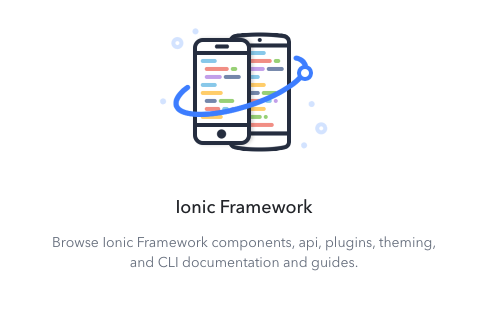 Ionic Framework
Browse Ionic Framework components, api, plugins, theming,
and CLI documentation and guides.